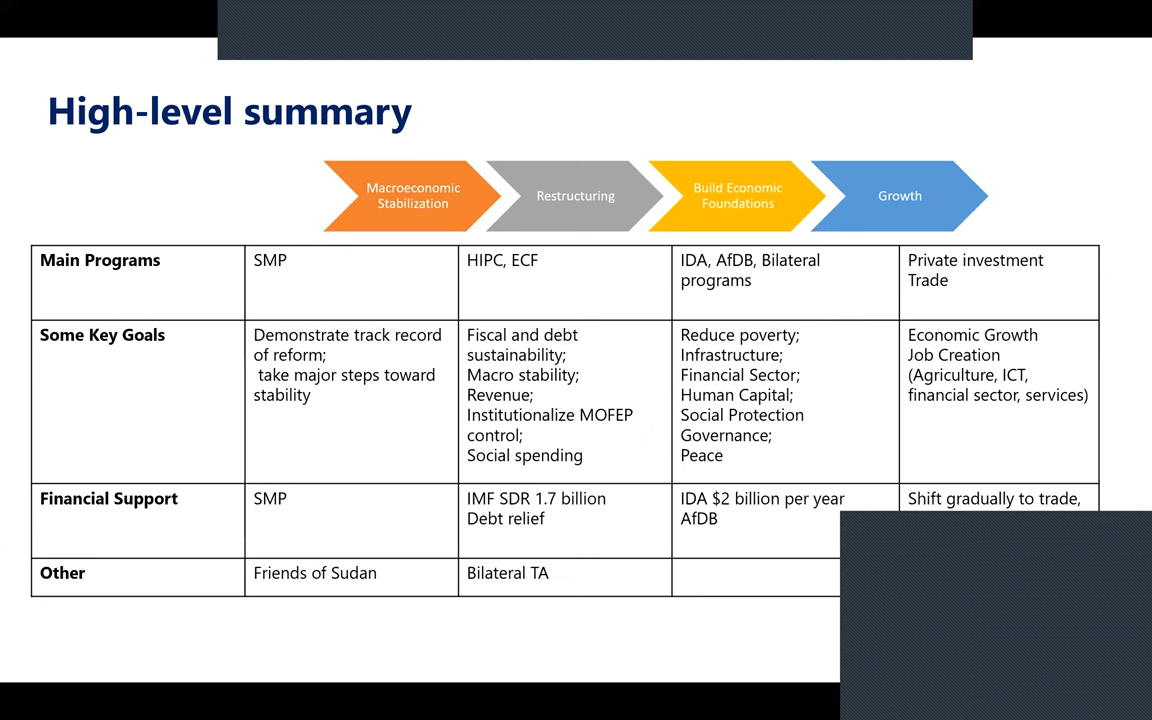 High-level summary
Macroeconomic
Stabilization
Restructuring
Build Economic
Foundations
Growth
Main Programs
SMP
HIPC, ECF
IDA, AfDB, Bilateral
programs
Private investment
Trade
Some Key Goals
Demonstrate track record
of reform;
take major steps toward
stability
Fiscal and debt
sustainability;
Macro stability;
Revenue;
Institutionalize MOFEP
control;
Social spending
Reduce poverty;
Infrastructure;
Financial Sector;
Human Capital;
Social Protection
Governance;
Peace
Economic Growth
Job Creation
(Agriculture, ICT,
financial sector, services)
Financial Support
SMP
IMF SDR 1.7 billion
Debt relief
IDA $2 billion per year
AfDB
Shift gradually to trade,
Other
Friends of Sudan
Bilateral TA